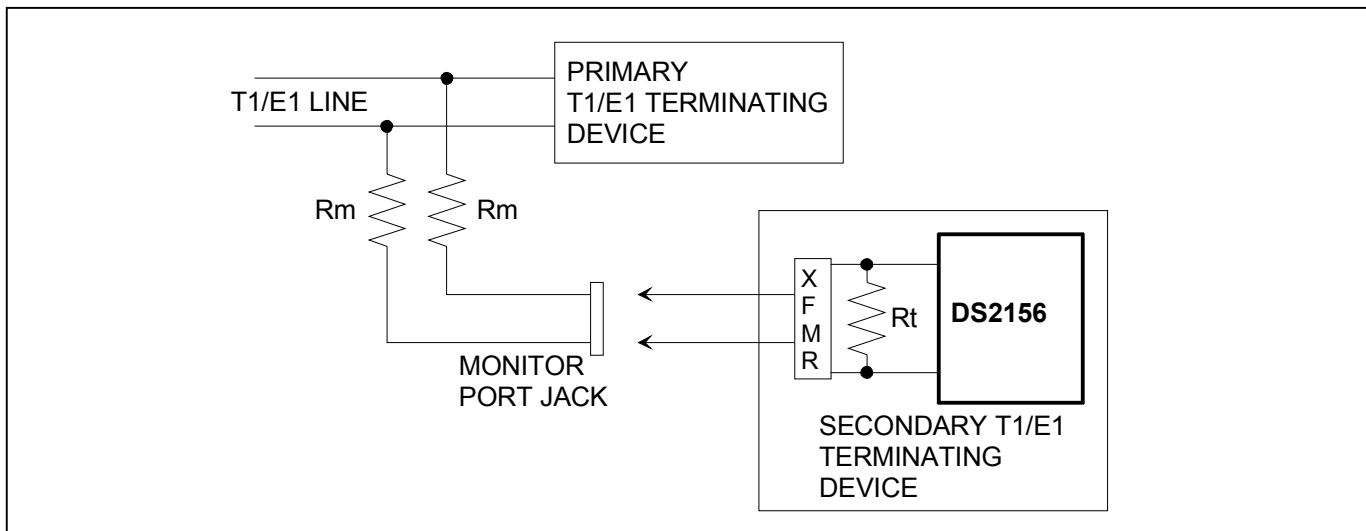 PRIMARY
T1/E1 TERMINATING
DEVICE
T1/E1 LINE
Rm
Rm
MONITOR
PORT JACK
X
F
M
R
Rt
DS2156
SECONDARY T1/E1
TERMINATING
DEVICE